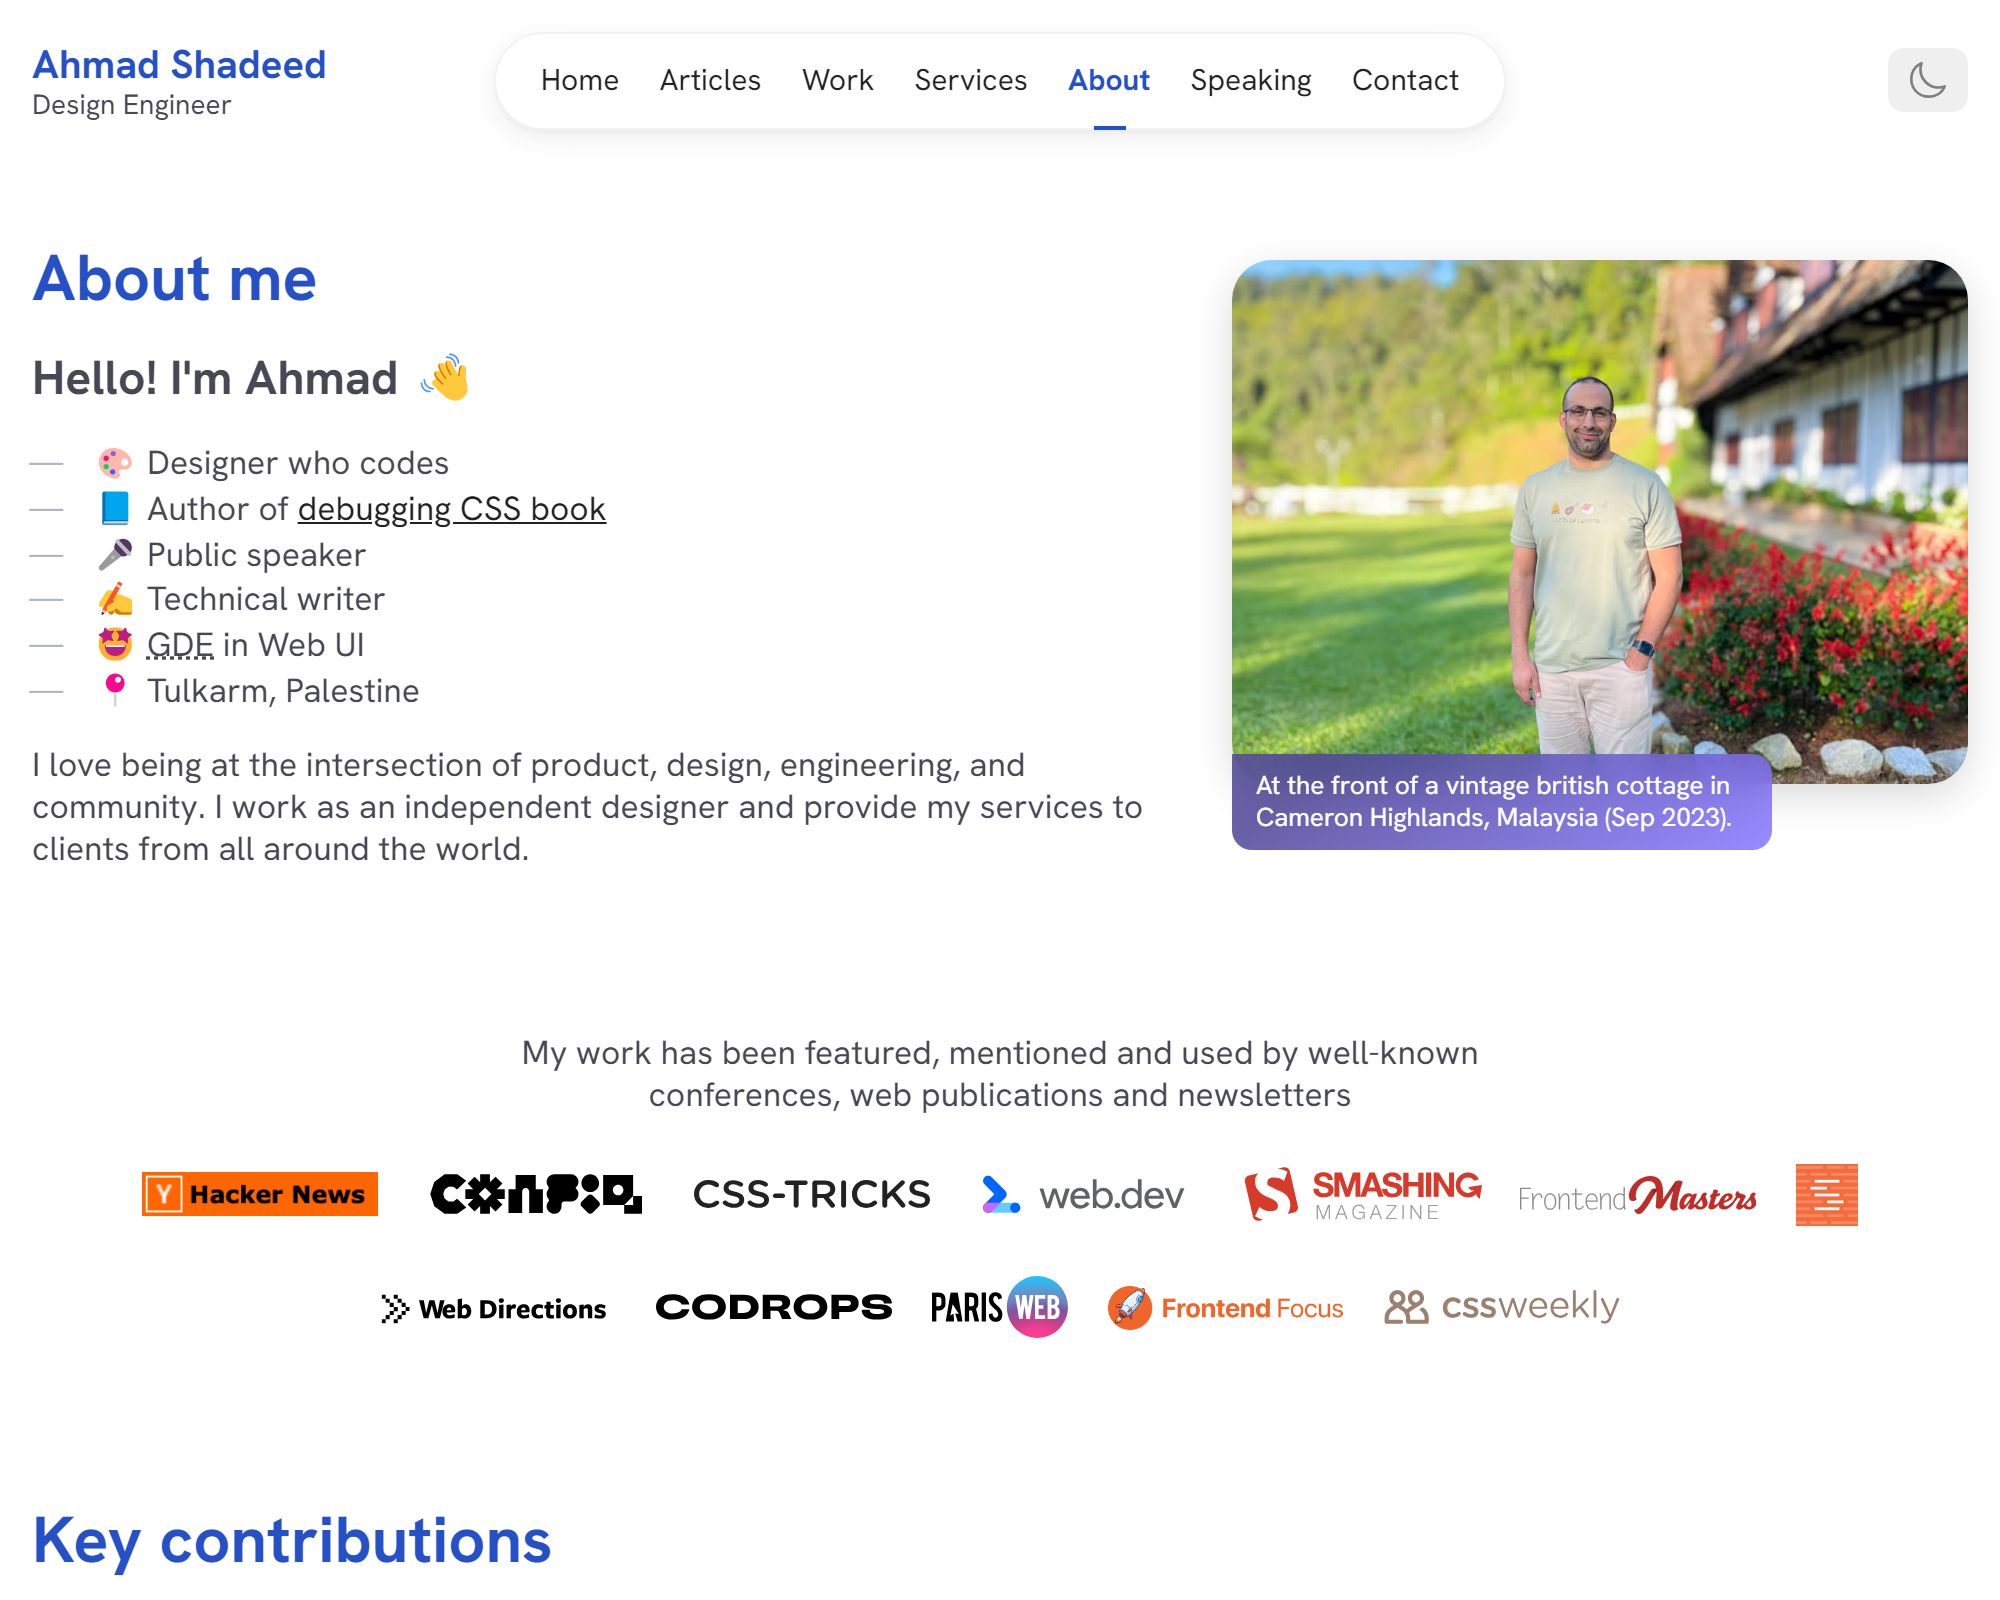 Ahmad Shadeed
Design Engineer
Home Articles Work Services About Speaking Contact
About me
Hello! I'm Ahmad 👋
🎨 Designer who codes
📘 Author of debugging CSS book
🎤 Public speaker
✍️ Technical writer
🤩 GDE in Web UI
📍 Tulkarm, Palestine
I love being at the intersection of product, design, engineering, and
community. I work as an independent designer and provide my services to
clients from all around the world.
At the front of a vintage british cottage in
Cameron Highlands, Malaysia (Sep 2023).
My work has been featured, mentioned and used by well-known
conferences, web publications and newsletters
Y Hacker News
CONFIG
CSS-TRICKS
web.dev
SMASHING
MAGAZINE
Frontend Masters
Web Directions
CODROPS
PARIS WEB
Frontend Focus
cssweekly
Key contributions